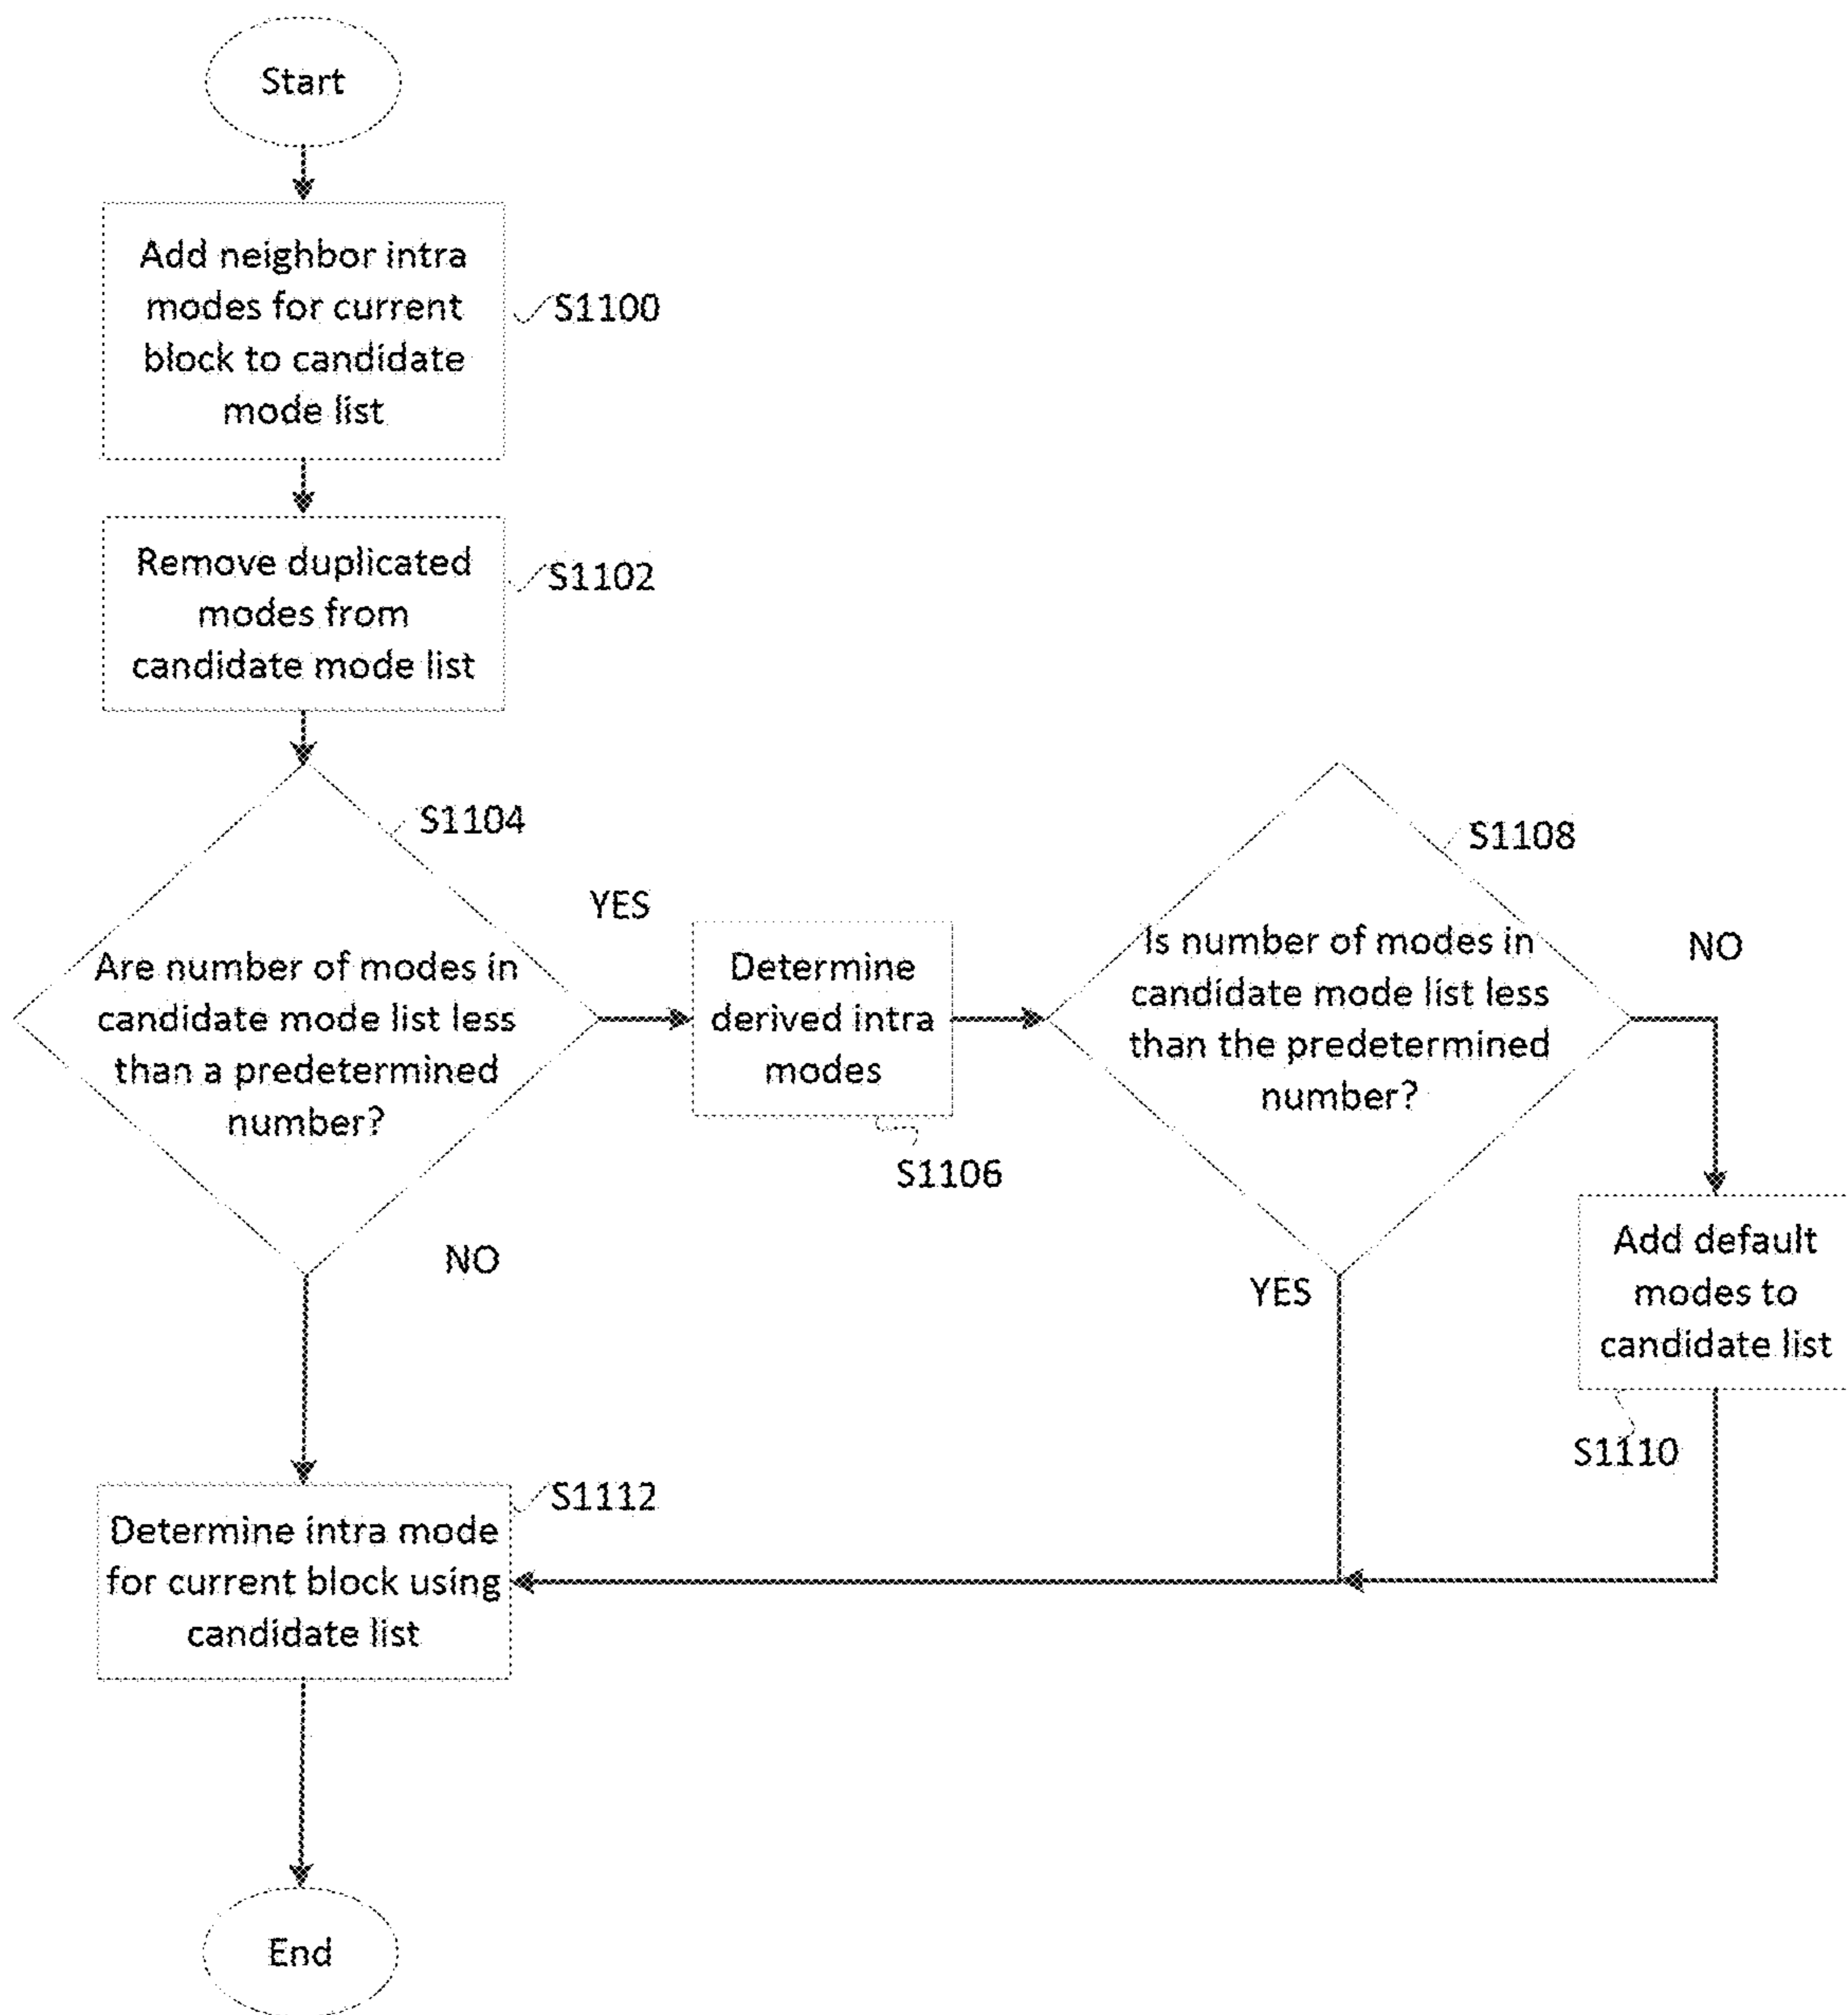 Start
Add neighbor intra
modes for current
block to candidate
mode list
S1100
Remove duplicated
modes from
candidate mode list
S1102
S1104
Are number of modes in
candidate mode list less
than a predetermined
number?
YES
NO
Determine
derived intra
modes
S1106
S1108
Is number of modes in
candidate mode list less
than the predetermined
number?
NO
YES
Add default
modes to
candidate list
S1110
S1112
Determine intra mode
for current block using
candidate list
End